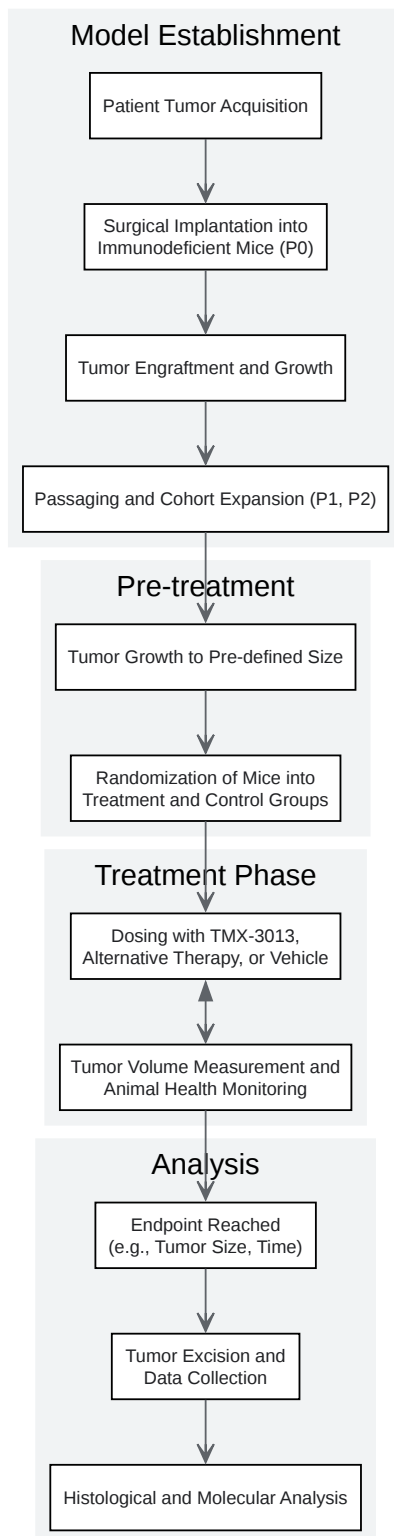 Model Establishment
Patient Tumor Acquisition
Surgical Implantation into
Immunodeficient Mice (P0)
Tumor Engraftment and Growth
Passaging and Cohort Expansion (P1, P2)
Pre-treatment
Tumor Growth to Pre-defined Size
Randomization of Mice into
Treatment and Control Groups
Treatment Phase
Dosing with TMX-3013,
Alternative Therapy, or Vehicle
Tumor Volume Measurement and
Animal Health Monitoring
Analysis
Endpoint Reached
(e.g., Tumor Size, Time)
Tumor Excision and
Data Collection
Histological and Molecular Analysis